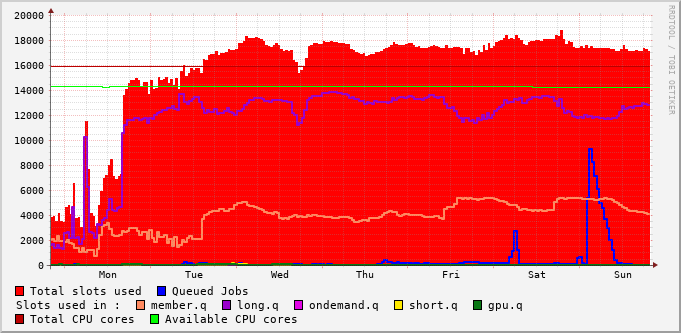 RRDTOOL / TOBI OETIKER
20000
18000
16000
14000
12000
10000
8000
6000
4000
2000
0
Mon Tue Wed Thu Fri Sat Sun
Total slots used Queued Jobs
Slots used in : member.q long.q ondemand.q short.q gpu.q
Total CPU cores Available CPU cores